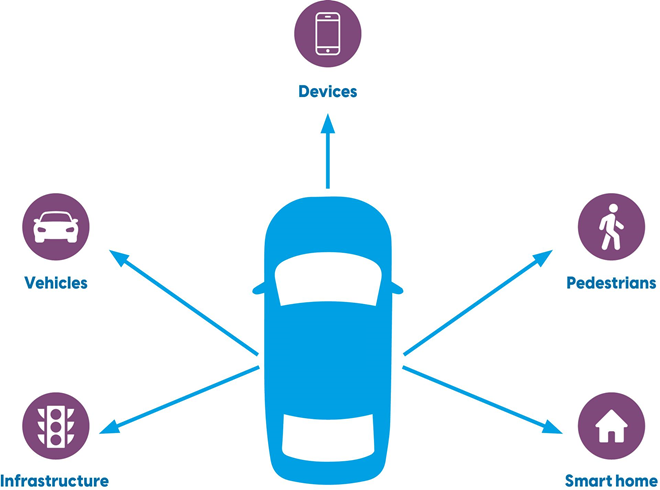 Devices
Vehicles
Pedestrians
Infrastructure
Smart home